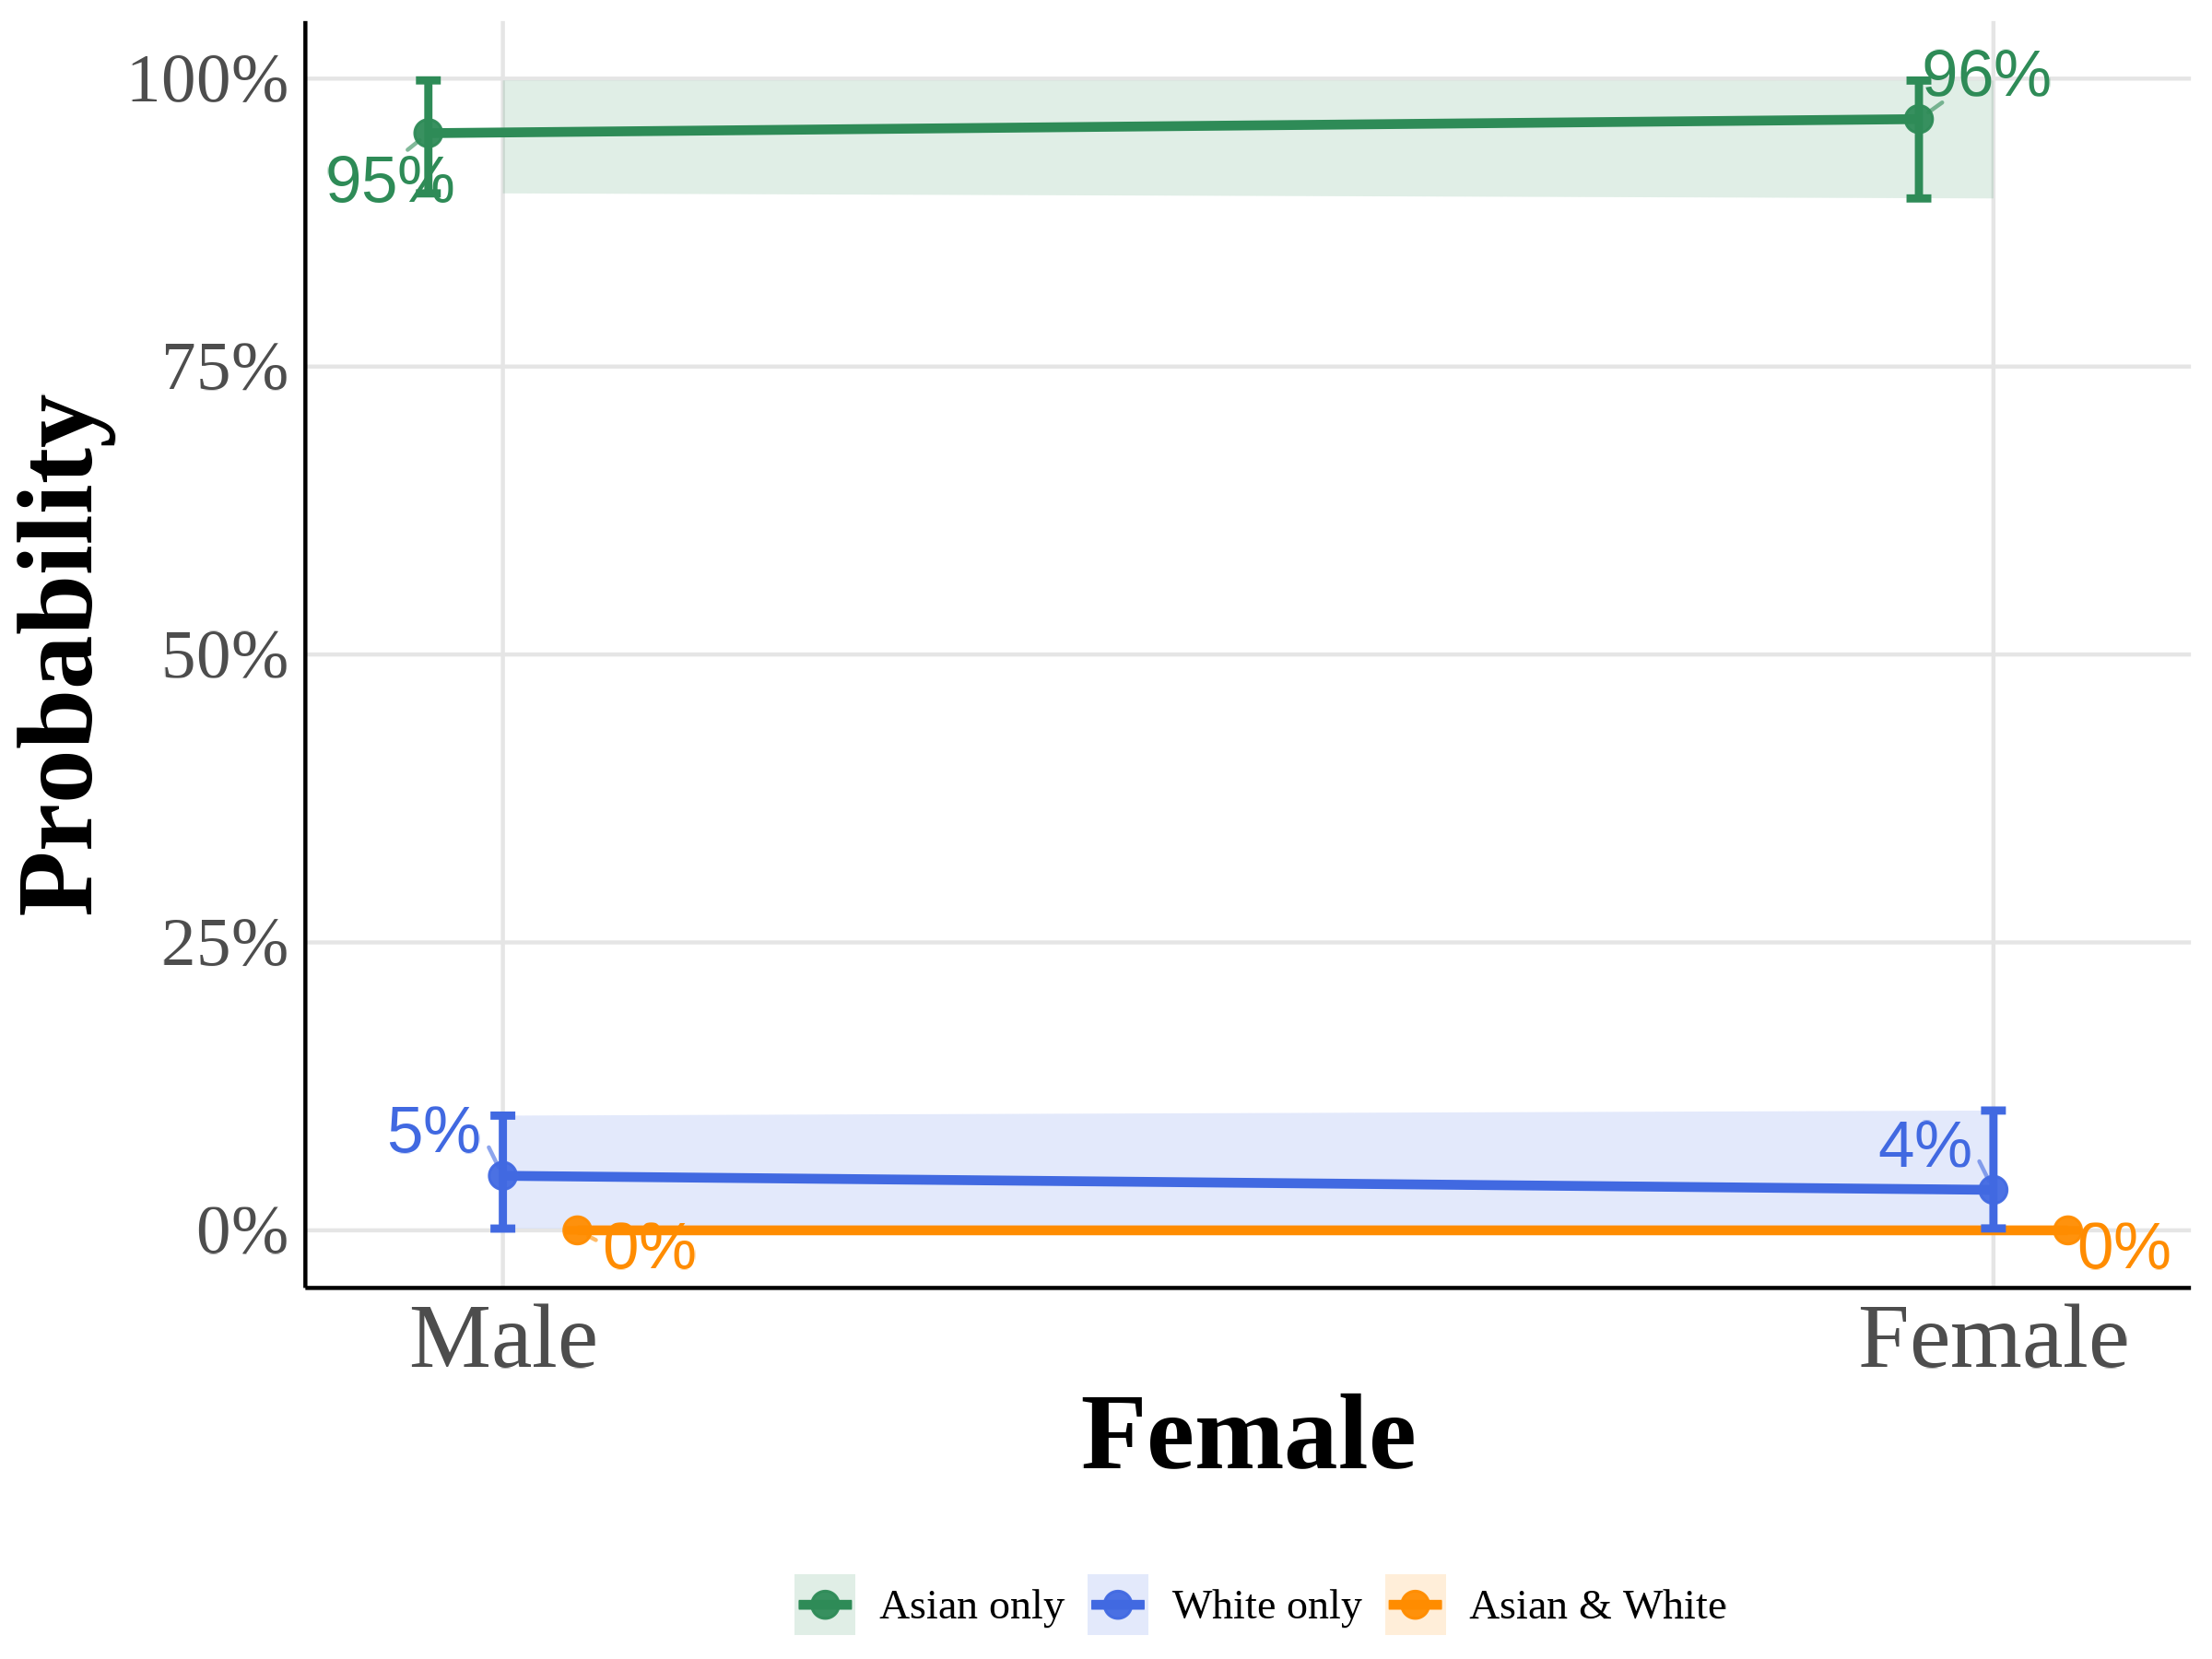 100%
96%
95%
75%
Probability
50%
25%
5%
4%
0%
0%
0%
Male
Female
Female
Asian only
White only
Asian & White